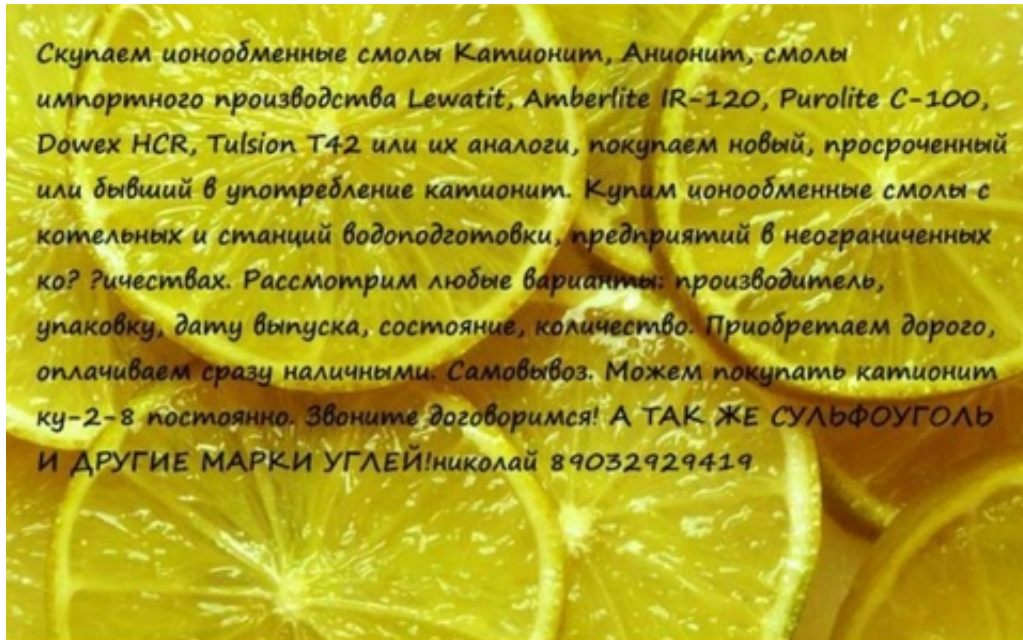 Скупаем ионообменные смолы Катионит, Анионит, смолы
импортного производства Lewatit, Amberlite IR-120, Purolite C-100,
Dowex HCR, Tulsion T42 или их аналоги, покупаем новый, просроченный
или бывший в употребление катионит. Купим ионообменные смолы с
котельных и станций водоподготовки, предприятий в неограниченных
ко? ?ичествах. Рассмотрим любые варианты: производитель,
упаковку, дату выпуска, состояние, количество. Приобретаем дорого,
оплачиваем сразу наличными. Самовывоз. Можем покупать катионит
ку-2-8 постоянно. Звоните договоримся! А ТАК ЖЕ СУЛЬФОУГОЛЬ
И ДРУГИЕ МАРКИ УГЛЕЙ!николай 89032929419